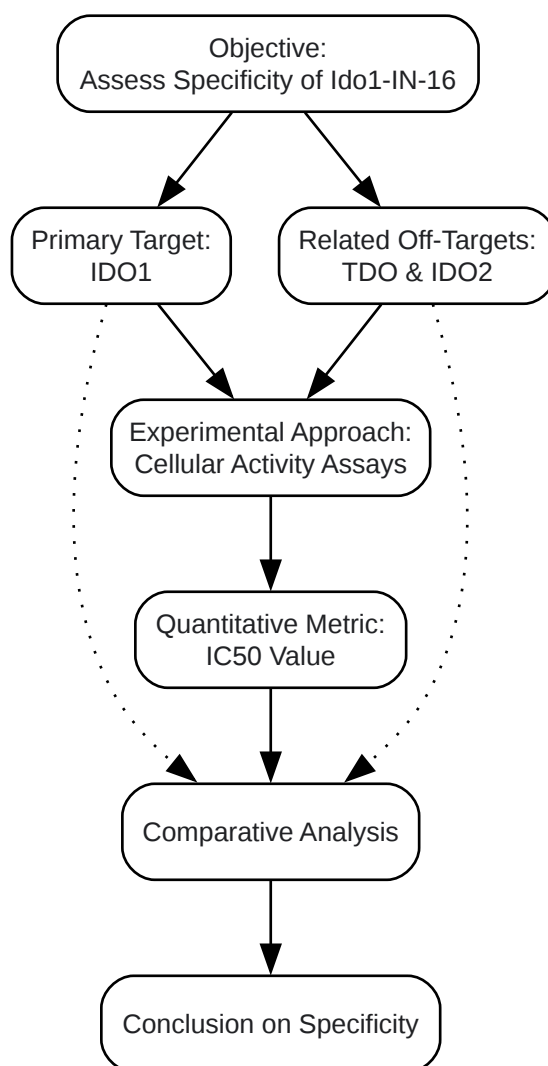 Objective:
Assess Specificity of Ido1-IN-16
Primary Target:
IDO1
Related Off-Targets:
TDO & IDO2
Experimental Approach:
Cellular Activity Assays
Quantitative Metric:
IC50 Value
Comparative Analysis
Conclusion on Specificity